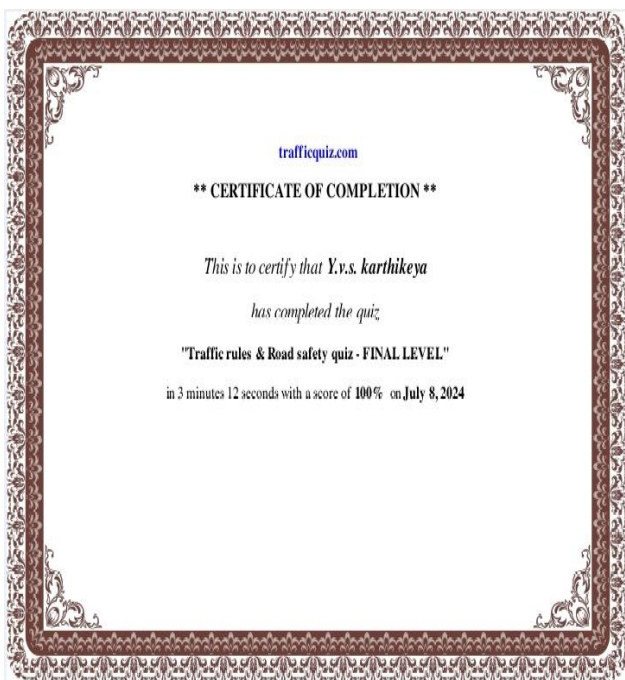 trafficquiz.com
** CERTIFICATE OF COMPLETION **
This is to certify that Y.v.s. karthikeya
has completed the quiz
"Traffic rules & Road safety quiz - FINAL LEVEL"
in 3 minutes 12 seconds with a score of 100% on July 8, 2024